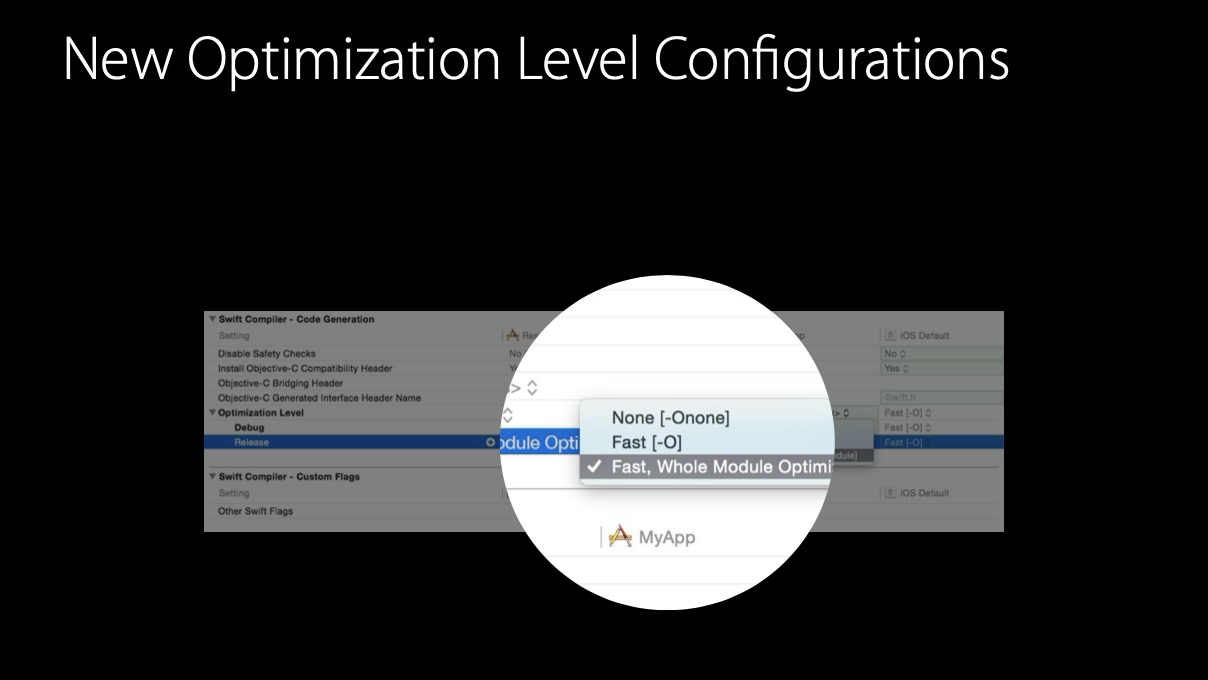 New Optimization Level Configurations
Swift Compiler - Code Generation
Setting
iOS Default
Disable Safety Checks
No
No
Install Objective-C Compatibility Header
Yes
Objective-C Bridging Header
> 
Objective-C Generated Interface Header Name
-Swift.h
Optimization Level
Fast [-O]
None [-Onone]
Debug
Fast [-O]
Fast [-O]
Release
Opti
Fast [-O]
Fast, Whole Module Optimi
Swift Compiler - Custom Flags
Setting
iOS Default
Other Swift Flags
MyApp